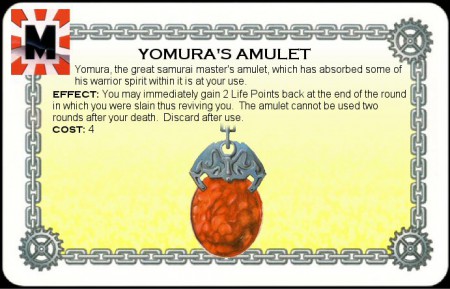 M
YOMURA'S AMULET
Yomura, the great samurai master's amulet, which has absorbed some of
his warrior spirit within it is at your use.
EFFECT: You may immediately gain 2 Life Points back at the end of the round
in which you were slain thus reviving you. The amulet cannot be used two
rounds after your death. Discard after use.
COST: 4